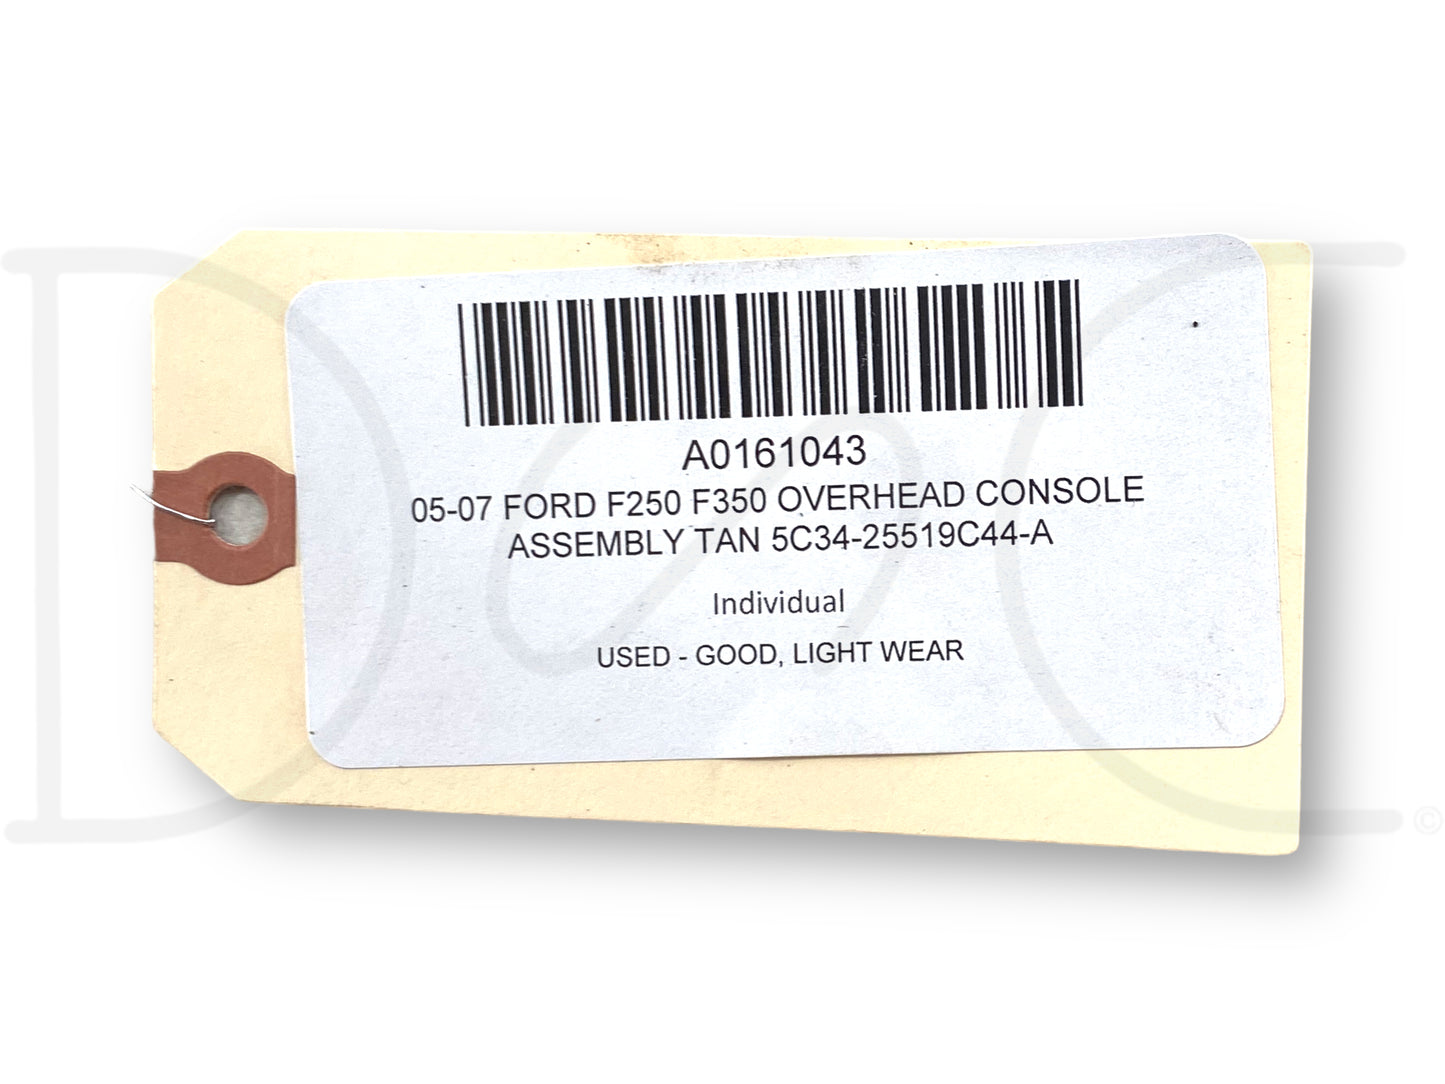 A0161043
05-07 FORD F250 F350 OVERHEAD CONSOLE
ASSEMBLY TAN 5C34-25519C44-A
Individual
USED - GOOD, LIGHT WEAR
D C ©